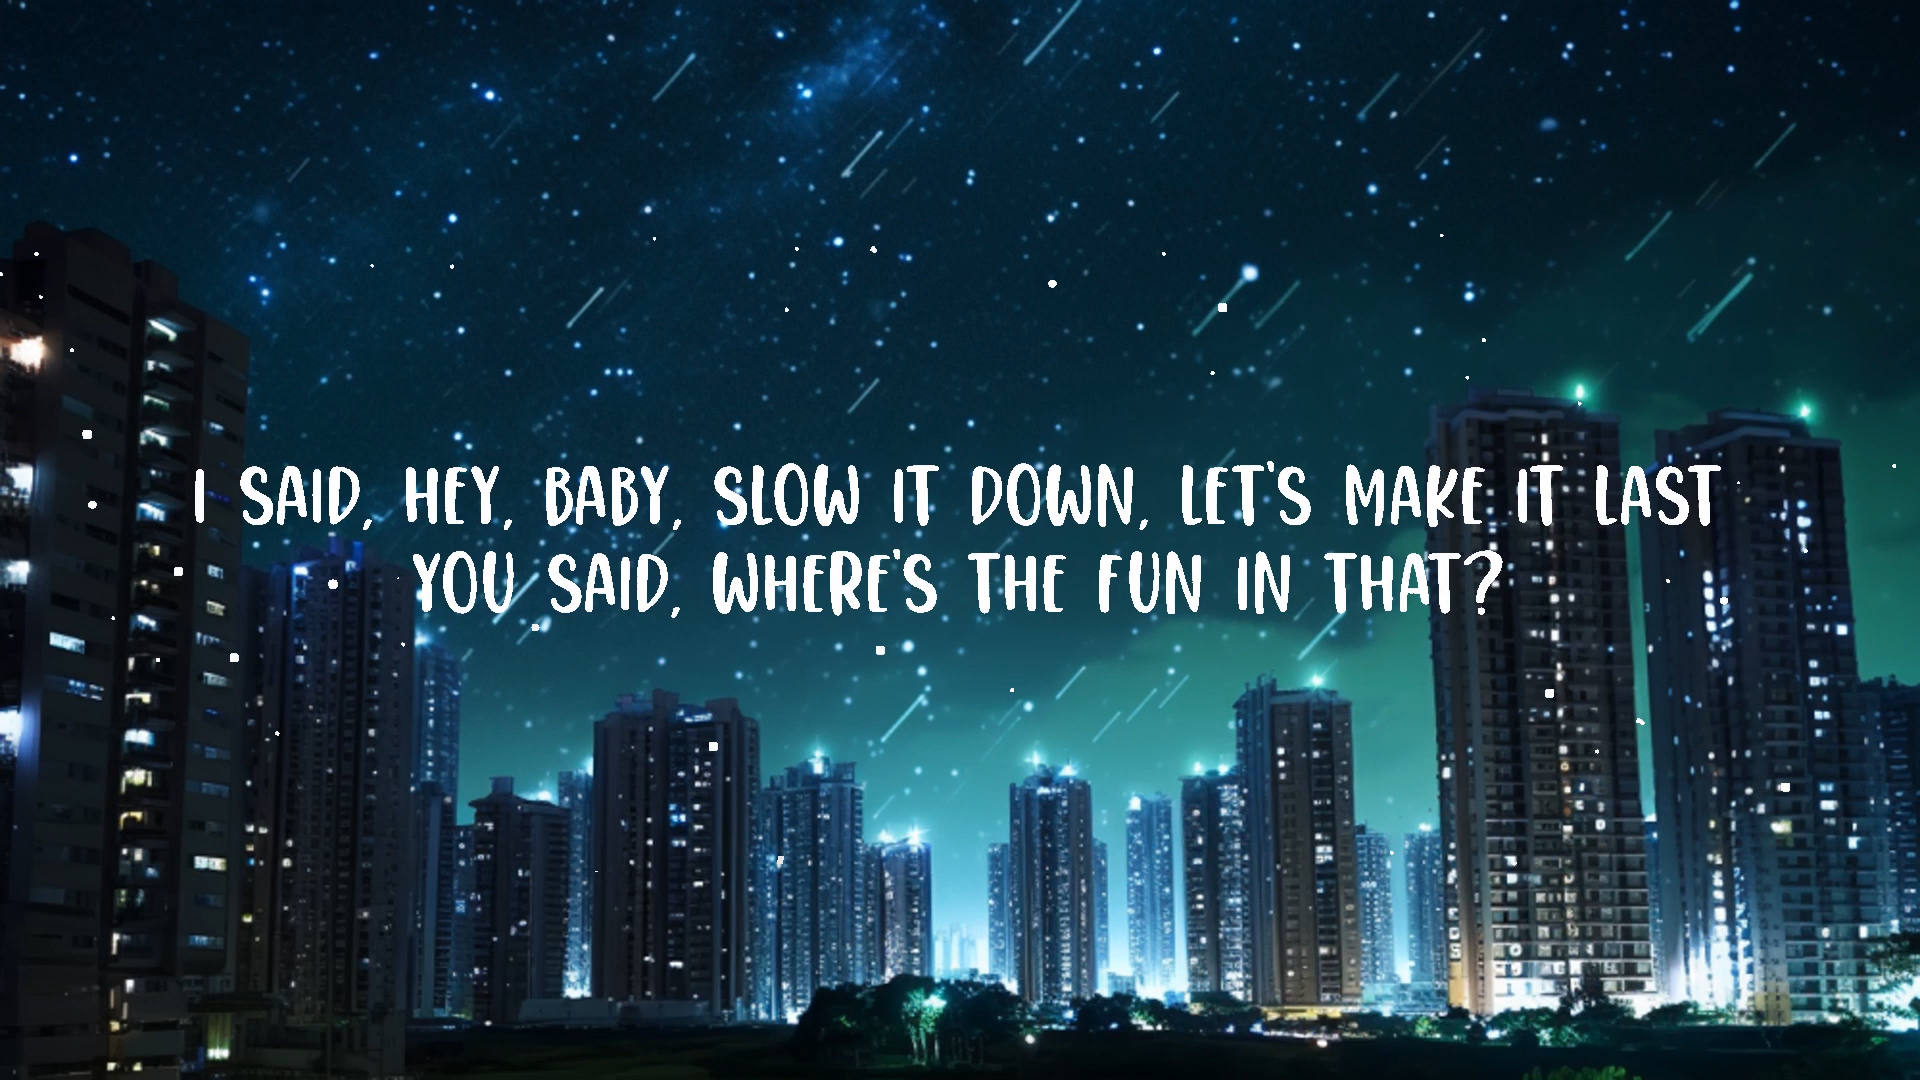 I SAID, HEY, BABY, SLOW IT DOWN, LET'S MAKE IT LAST
YOU SAID, WHERE'S THE FUN IN THAT?